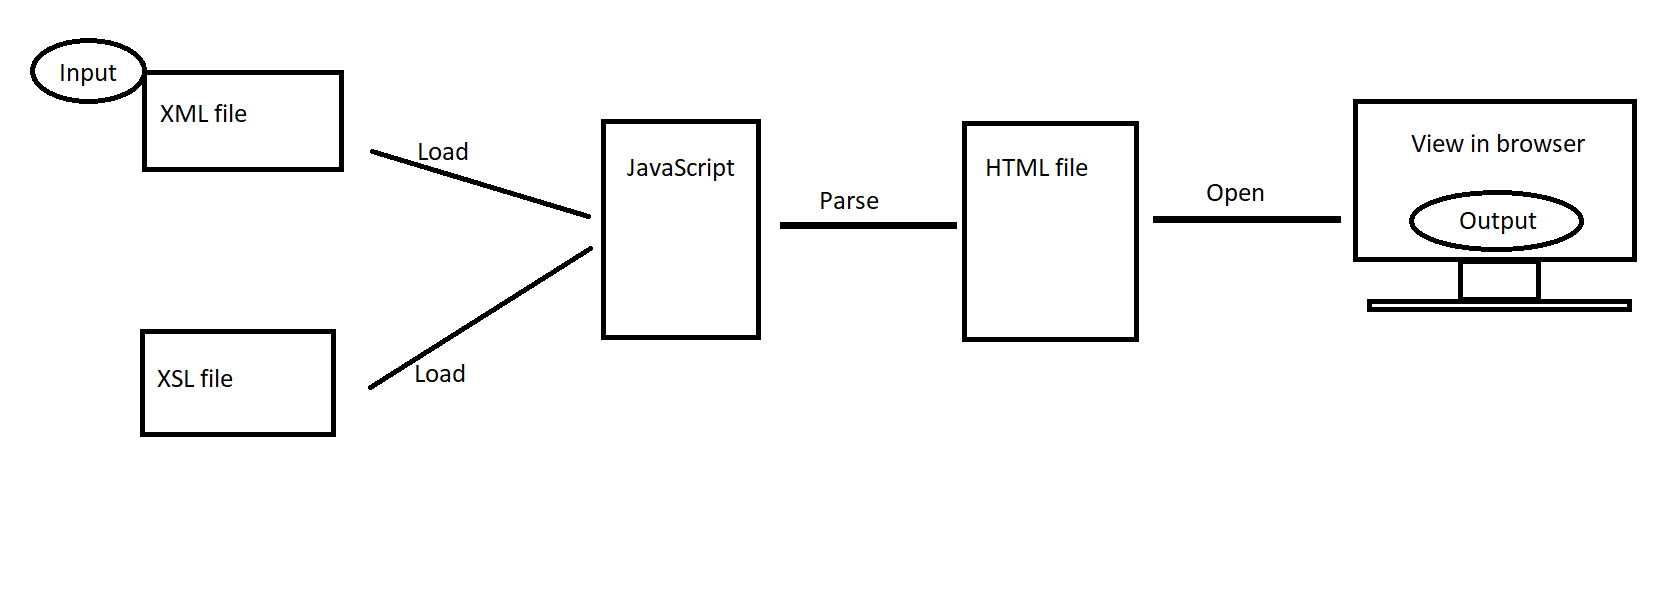 Input
XML file
Load
JavaScript
Parse
HTML file
Open
View in browser
Output
XSL file
Load